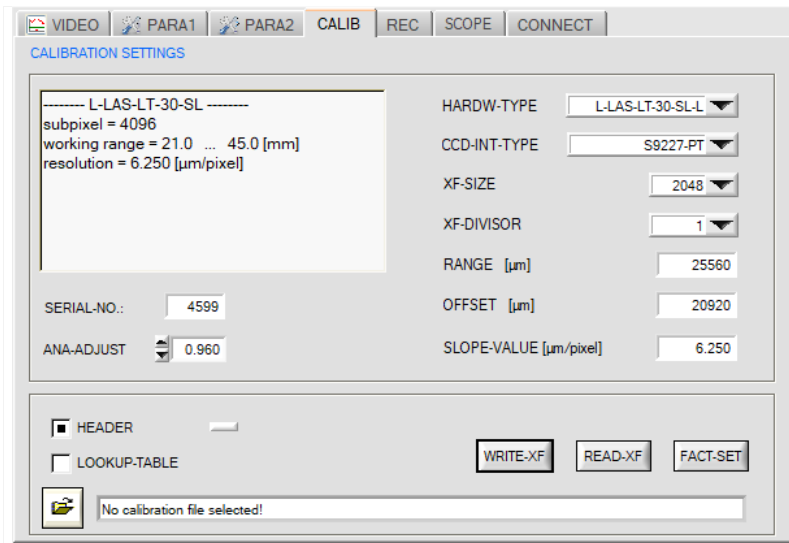 VIDEO PARA1 PARA2 CALIB REC SCOPE CONNECT
CALIBRATION SETTINGS
-------- L-LAS-LT-30-SL --------
subpixel = 4096
working range = 21.0 ... 45.0 [mm]
resolution = 6.250 [µm/pixel]
SERIAL-NO.: 4599
ANA-ADJUST 0.960
HARDW-TYPE L-LAS-LT-30-SL-L
CCD-INT-TYPE S9227-PT
XF-SIZE 2048
XF-DIVISOR 1
RANGE [µm] 25560
OFFSET [µm] 20920
SLOPE-VALUE [µm/pixel] 6.250
HEADER
LOOKUP-TABLE
WRITE-XF READ-XF FACT-SET
No calibration file selected!